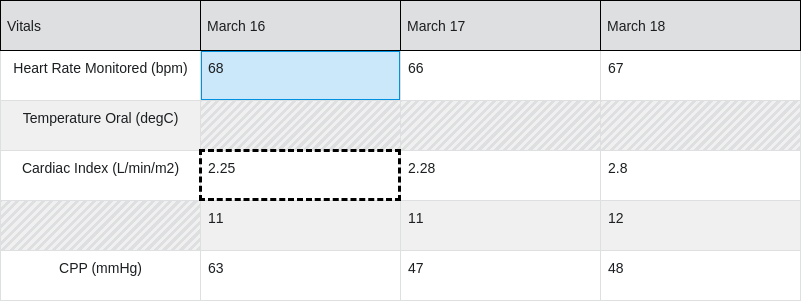 Vitals March 16 March 17 March 18
Heart Rate Monitored (bpm) 68 66 67
Temperature Oral (degC)
Cardiac Index (L/min/m2) 2.25 2.28 2.8
11 11 12
CPP (mmHg) 63 47 48